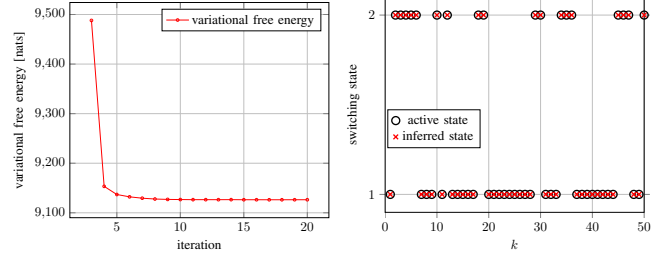 9,500
9,400
9,300
9,200
9,100
variational free energy [nats]
variational free energy
5
10
15
20
iteration
2
1
switching state
active state
inferred state
0
10
20
30
40
50
k